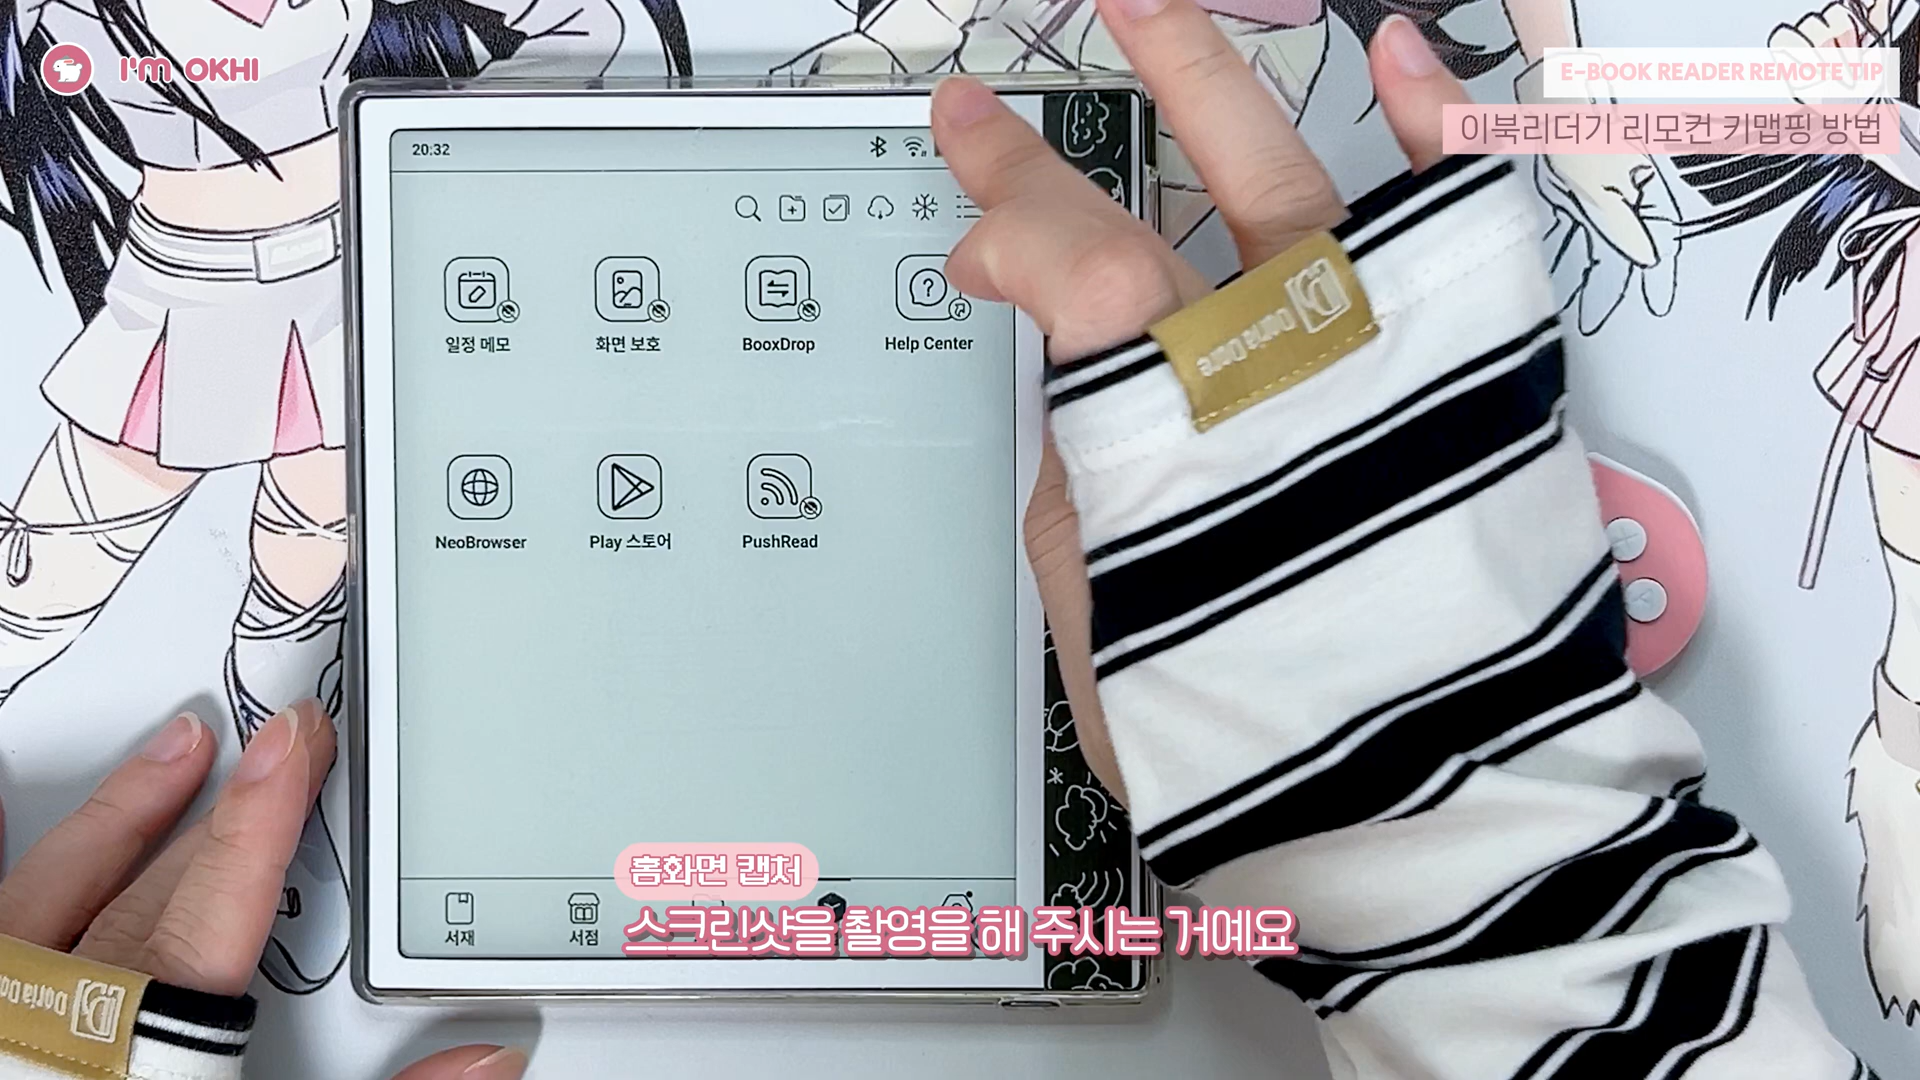 I'M OKHI
E-BOOK READER REMOTE TIP
이북리더기 리모컨 키맵핑 방법
20:32
일정 메모
화면 보호
BooxDrop
Help Center
NeoBrowser
Play 스토어
PushRead
홈화면 캡처
스크린샷을 촬영을 해 주시는 거예요
서재
서점
Doria Dore